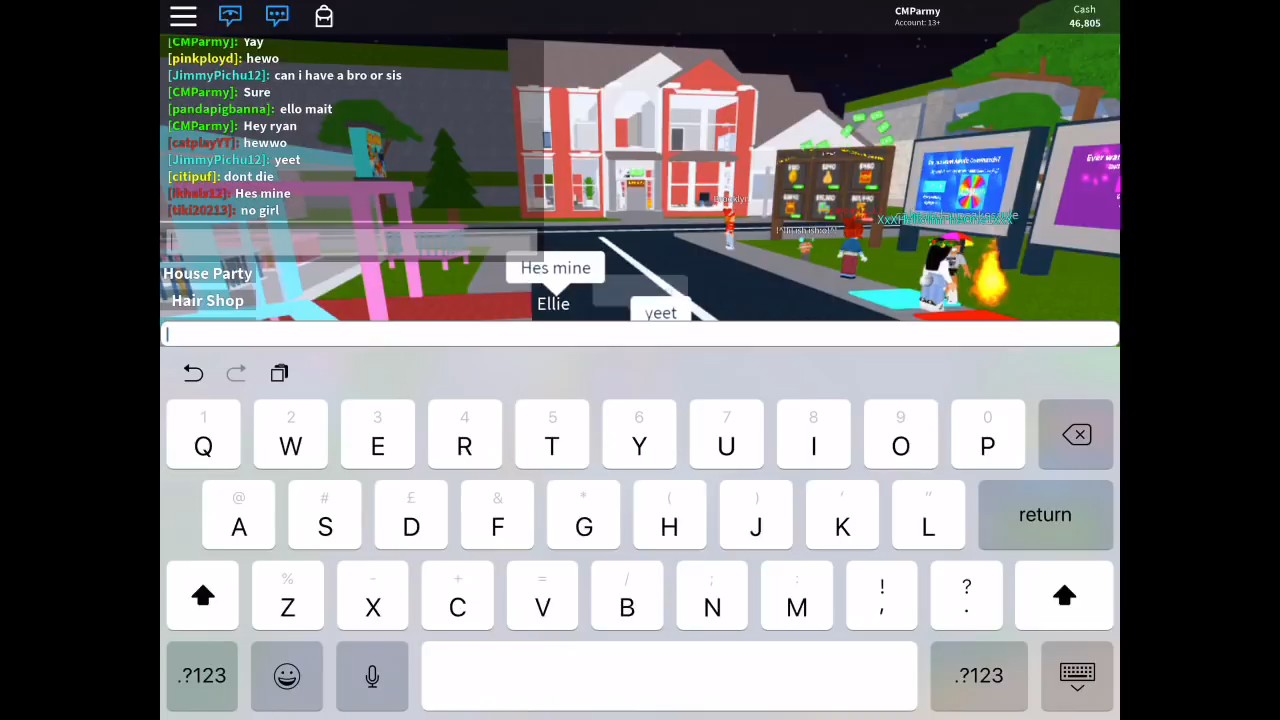 CMParmy
Account: 13+
Cash
46,805
[CMParmy]: Yay
[pinkployd]: hewo
[JimmyPichu12]: can i have a bro or sis
[CMParmy]: Sure
[pandapigbanna]: ello mait
[CMParmy]: Hey ryan
[catplayYT]: hewwo
[JimmyPichu12]: yeet
[citipuf]: dont die
Hes mine
[tiki20213]: no girl
House Party
Hair Shop
Hes mine
Ellie
yeet
Ever
1 2 3 4 5 6 7 8 9 0
Q W E R T Y U I O P
@ # £ & * ( ) ' "
A S D F G H J K L return
% - + = / ; : ! ?
Z X C V B N M , .
.?123 .?123